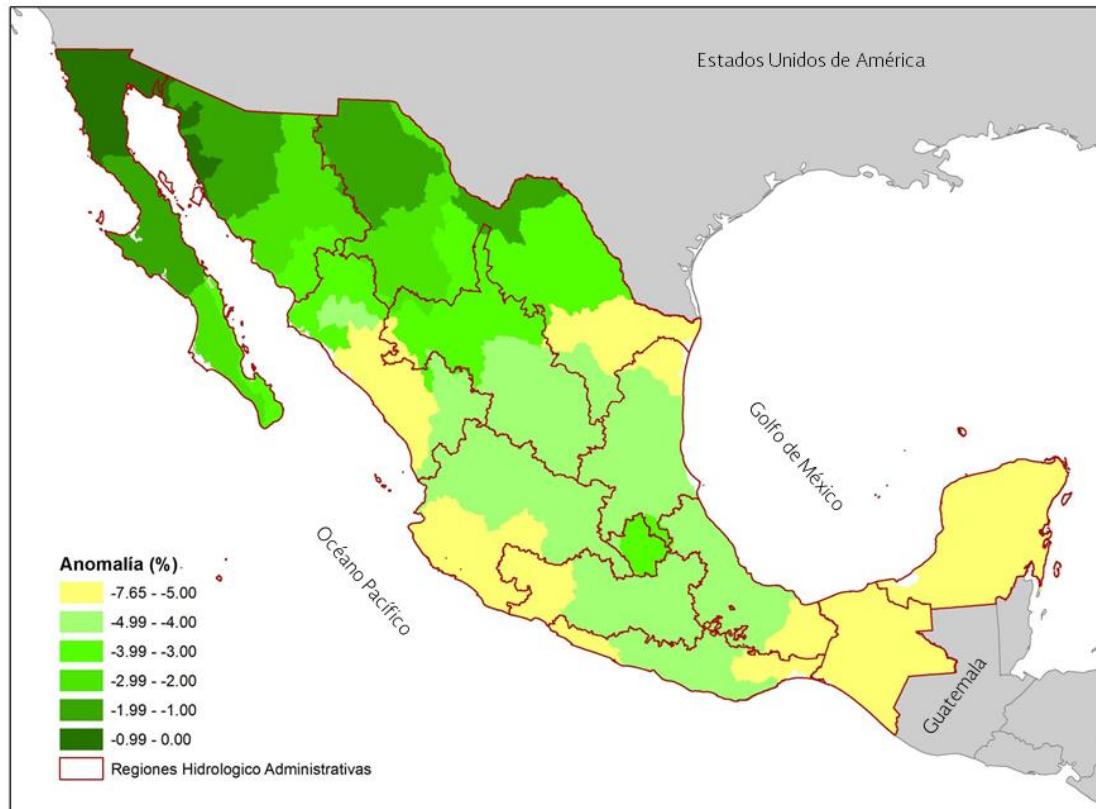 Estados Unidos de América
Golfo de México
Océano Pacífico
Guatemala
Anomalía (%)
-7.65 - -5.00
-4.99 - -4.00
-3.99 - -3.00
-2.99 - -2.00
-1.99 - -1.00
-0.99 - 0.00
Regiones Hidrologico Administrativas